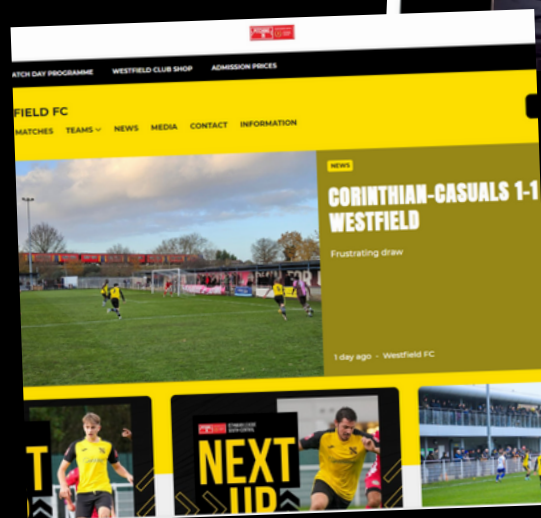 ATCH DAY PROGRAMME WESTFIELD CLUB SHOP ADMISSION PRICES
FIELD FC
MATCHES TEAMS NEWS MEDIA CONTACT INFORMATION
NEWS
CORINTHIAN-CASUALS 1-1
WESTFIELD
Frustrating draw
1 day ago - Westfield FC
T
NEXT
UP